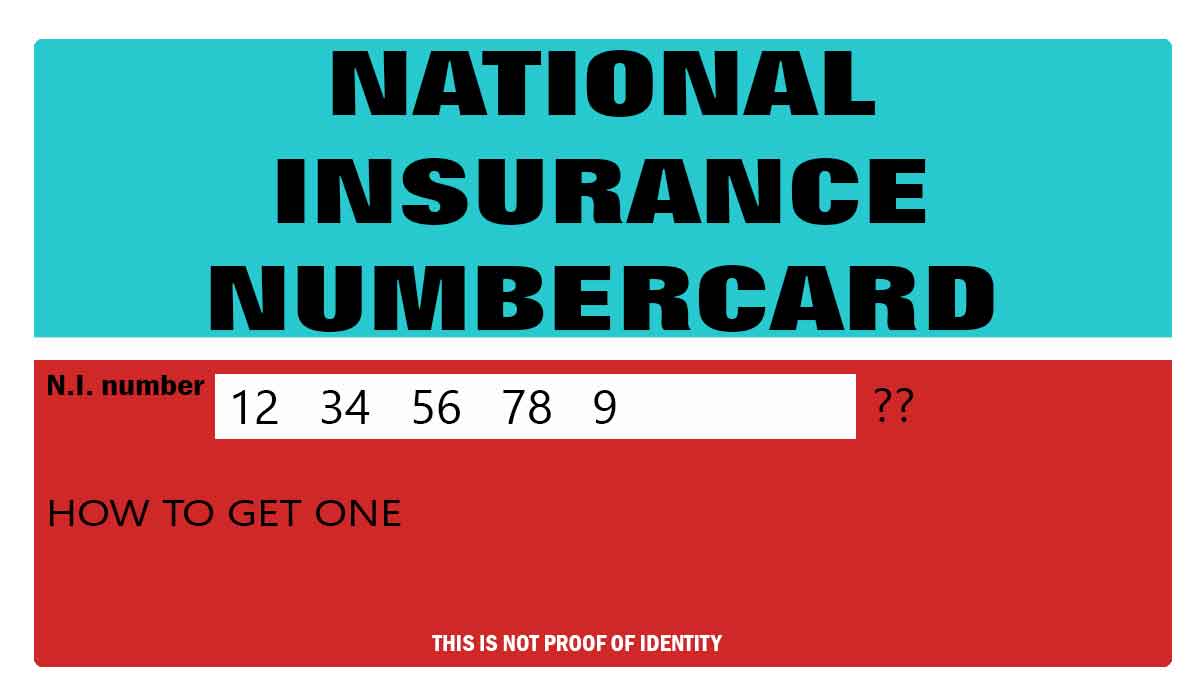 NATIONAL
INSURANCE
NUMBERCARD
N.I. number 12 34 56 78 9 ??
HOW TO GET ONE
THIS IS NOT PROOF OF IDENTITY